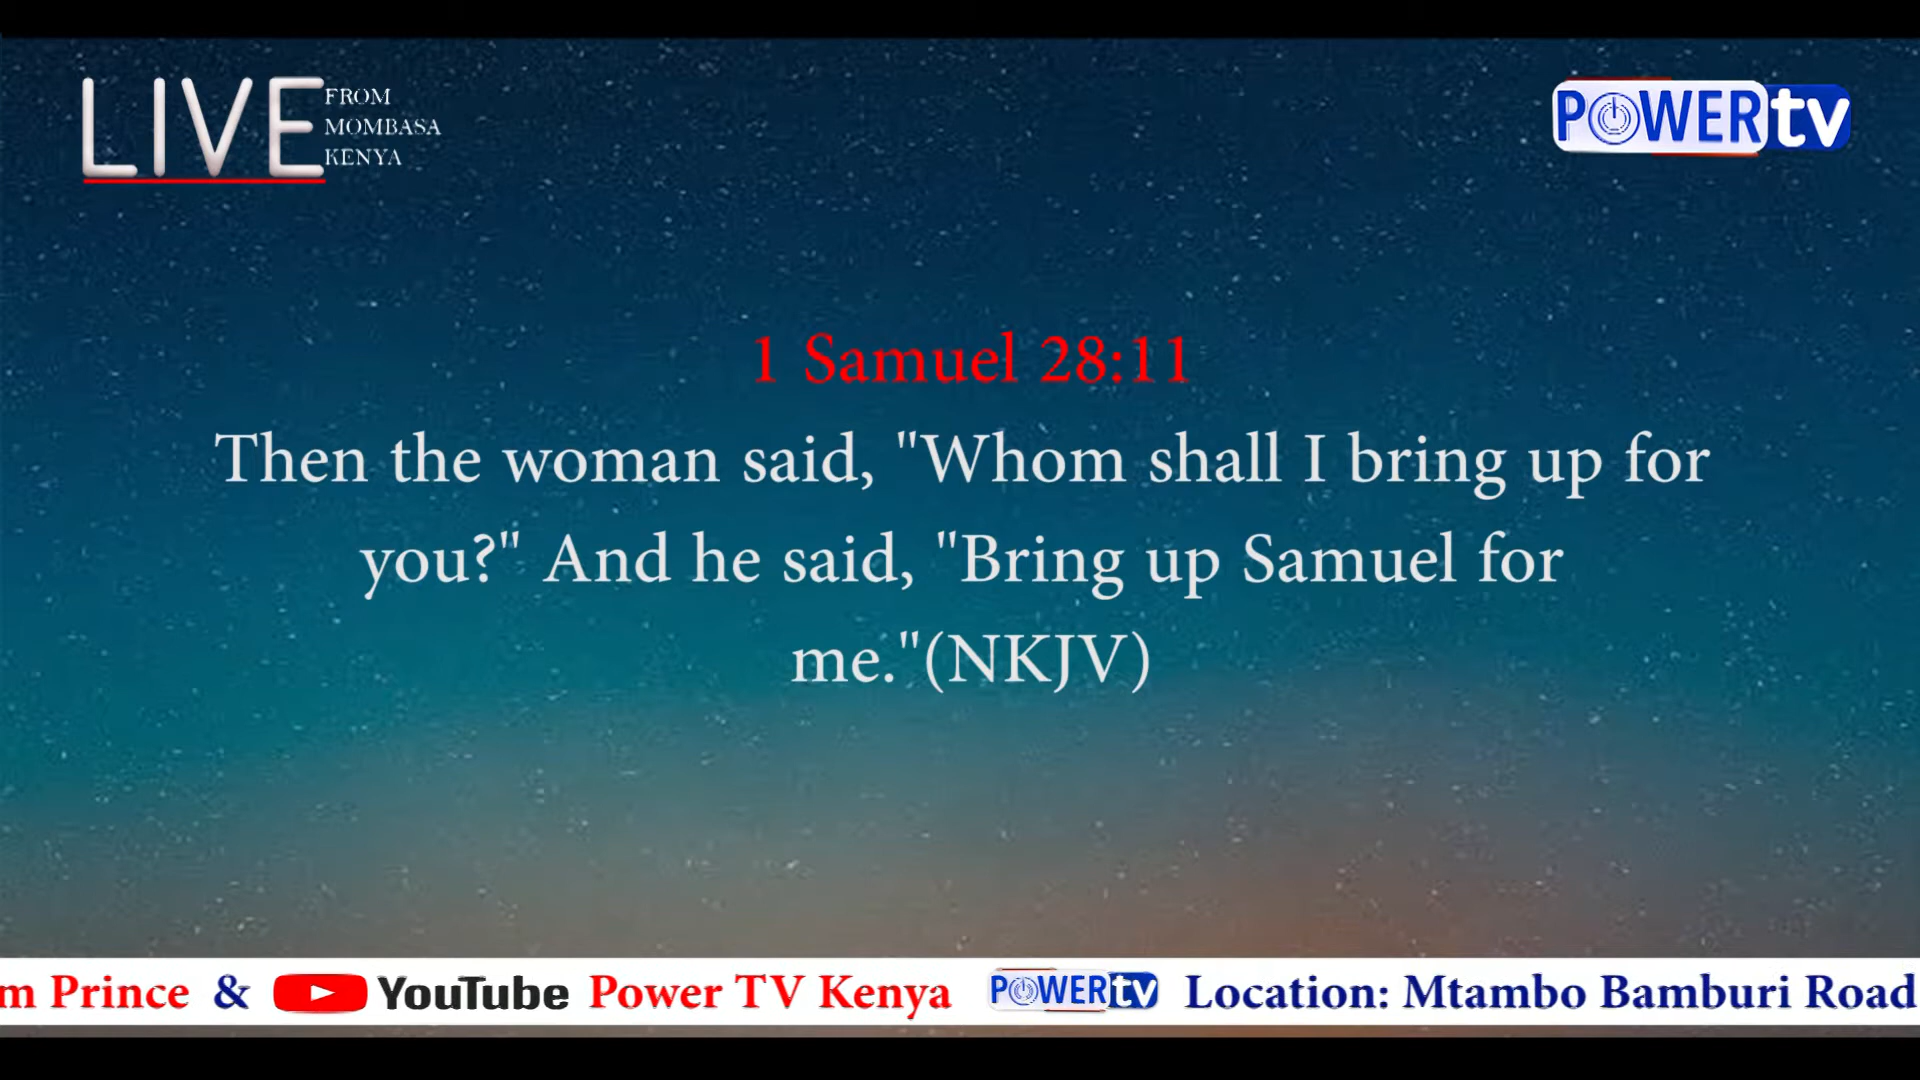 LIVE
FROM
MOMBASA
KENYA
POWERtv
1 Samuel 28:11
Then the woman said, "Whom shall I bring up for
you?" And he said, "Bring up Samuel for
me."(NKJV)
m Prince & YouTube Power TV Kenya POWERtv Location: Mtambo Bamburi Road